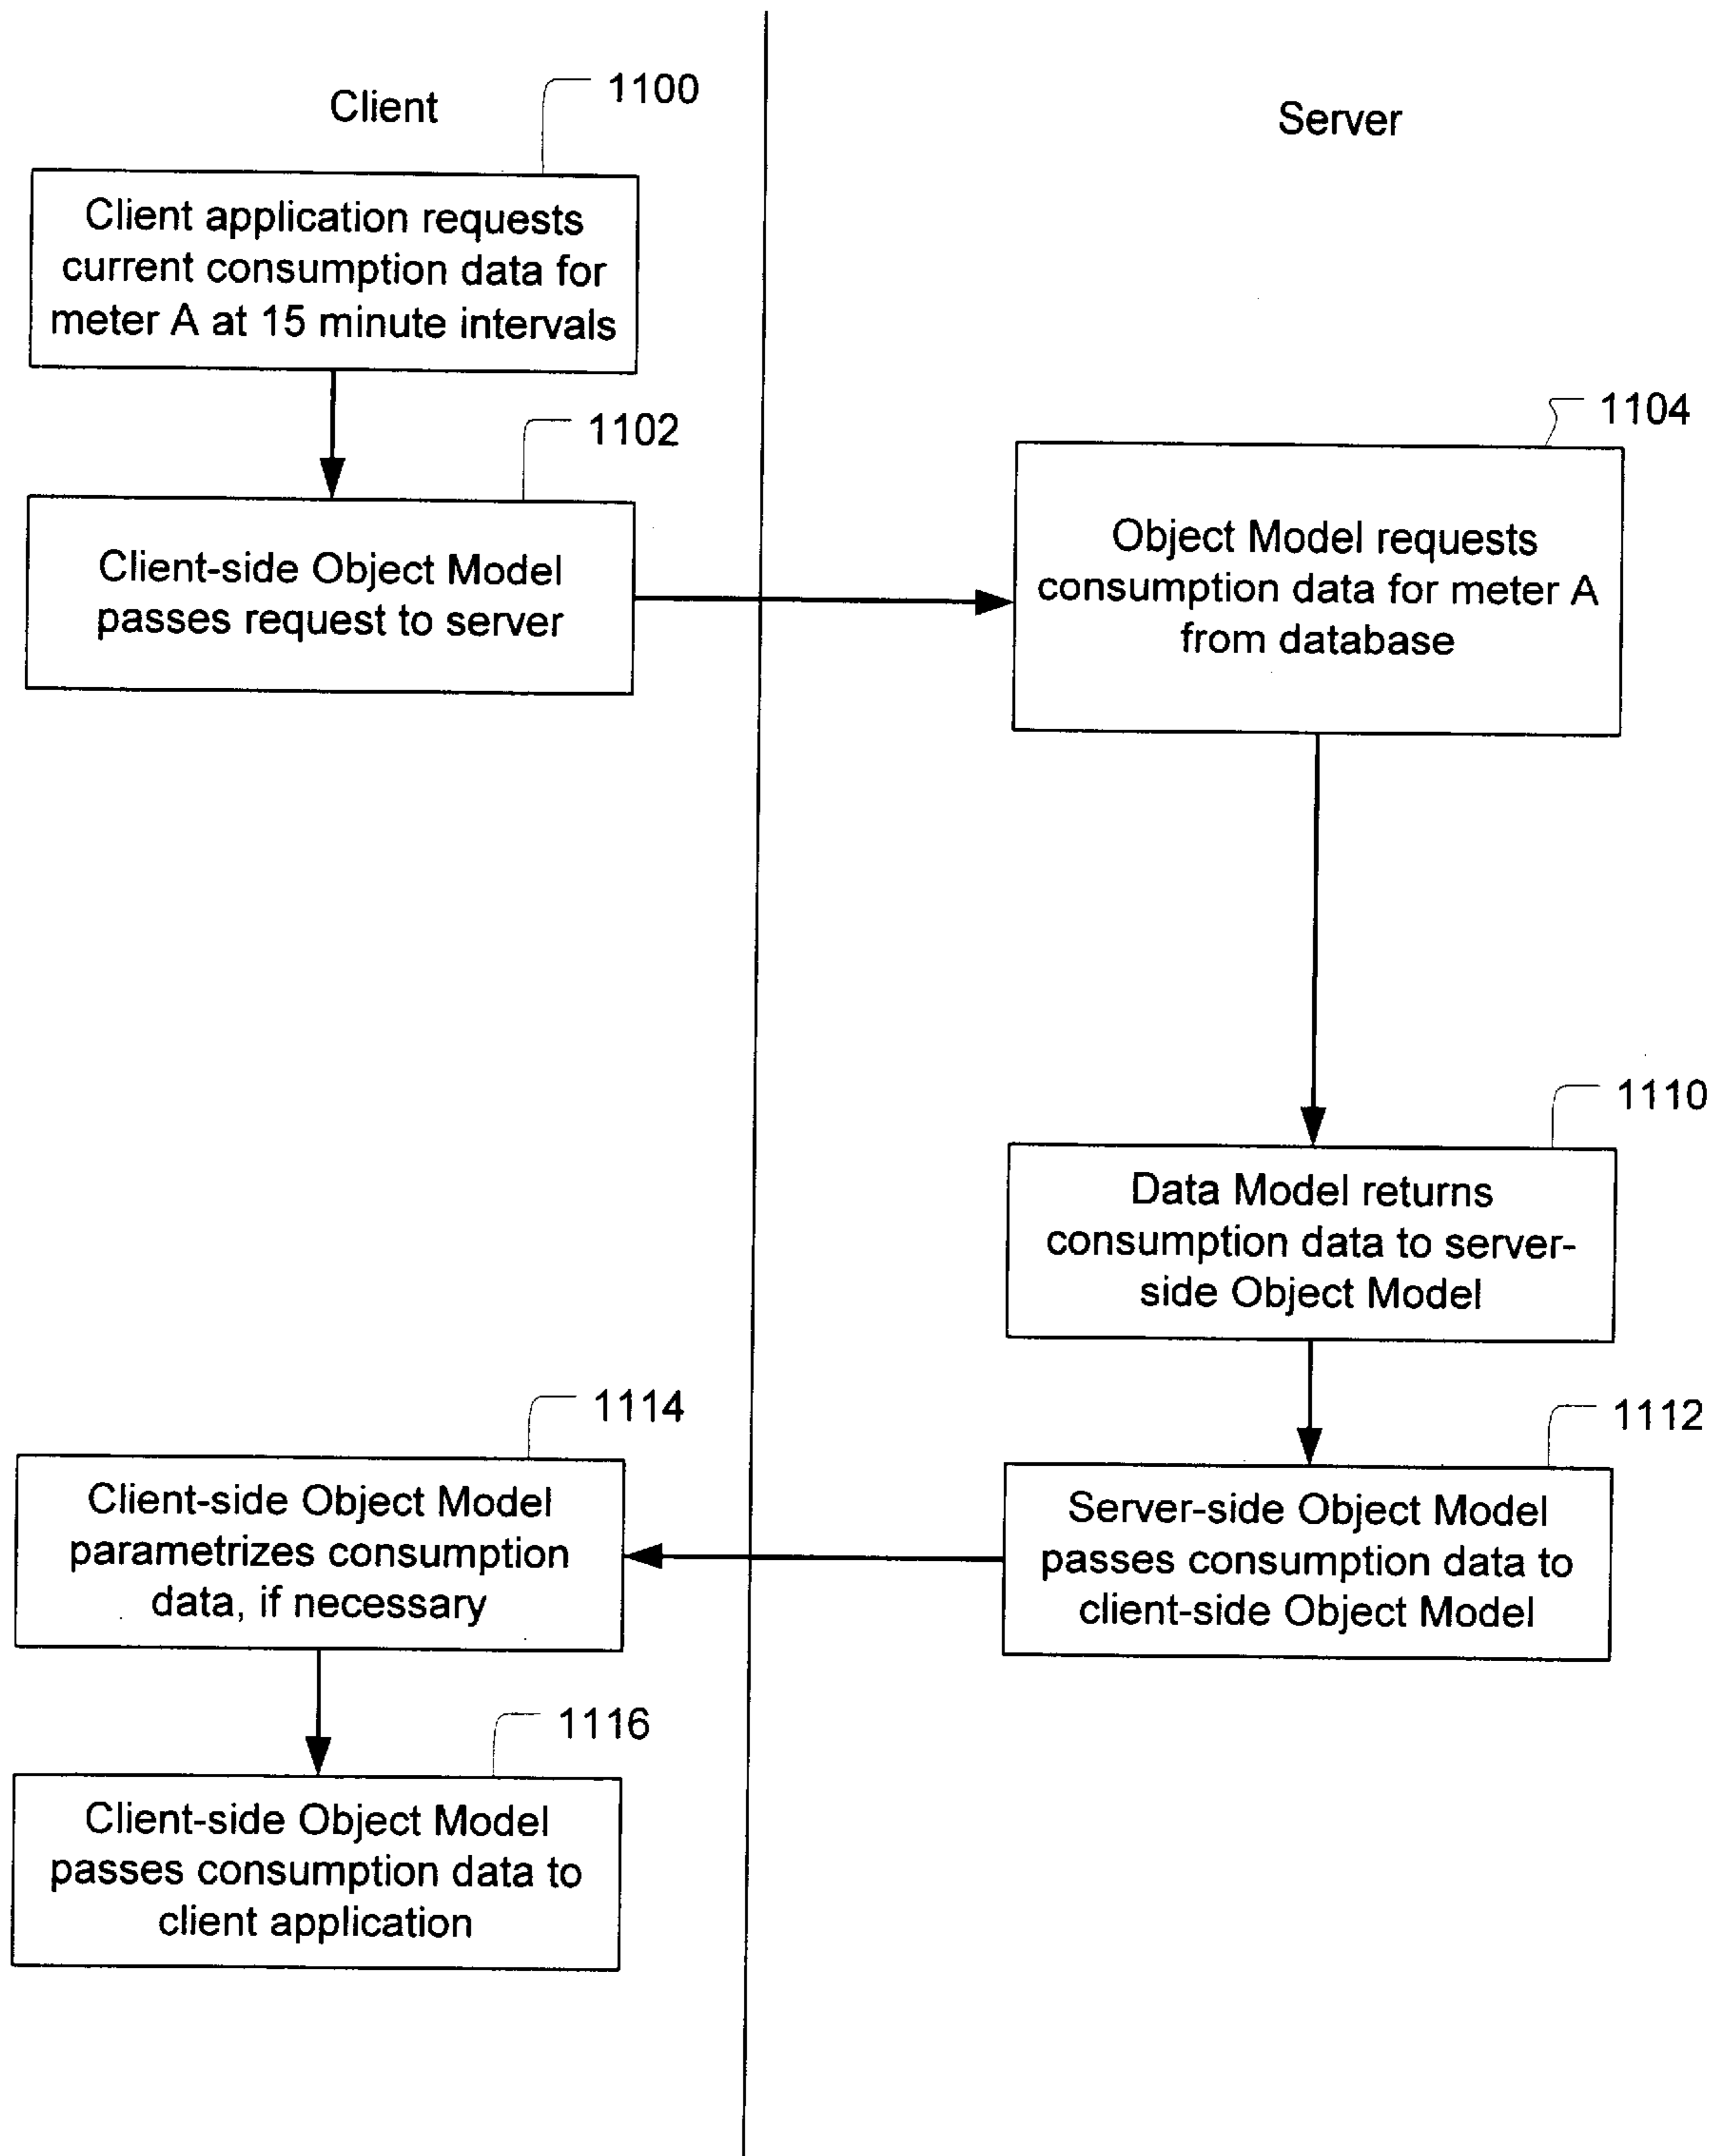 Client
1100
Server
Client application requests
current consumption data for
meter A at 15 minute intervals
1102
Client-side Object Model
passes request to server
1104
Object Model requests
consumption data for meter A
from database
1110
Data Model returns
consumption data to server-
side Object Model
1112
Server-side Object Model
passes consumption data to
client-side Object Model
1114
Client-side Object Model
parametrizes consumption
data, if necessary
1116
Client-side Object Model
passes consumption data to
client application